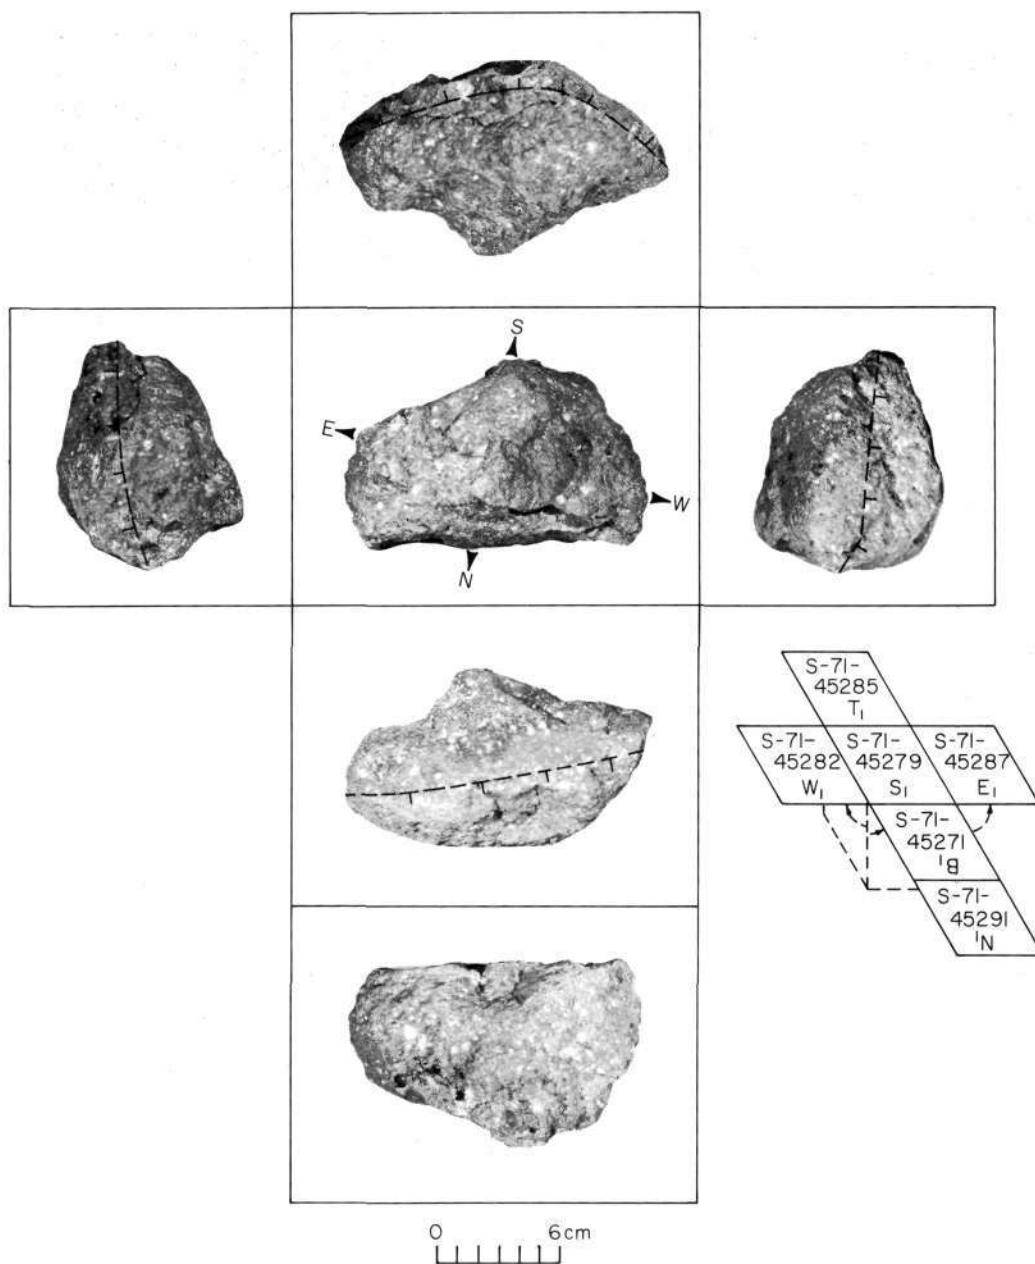 S
E
W
N
S-71-
45285
T₁
S-71-
45282
W₁
S-71-
45279
S₁
S-71-
45287
E₁
S-71-
45271
B₁
S-71-
45291
N₁
0 6cm